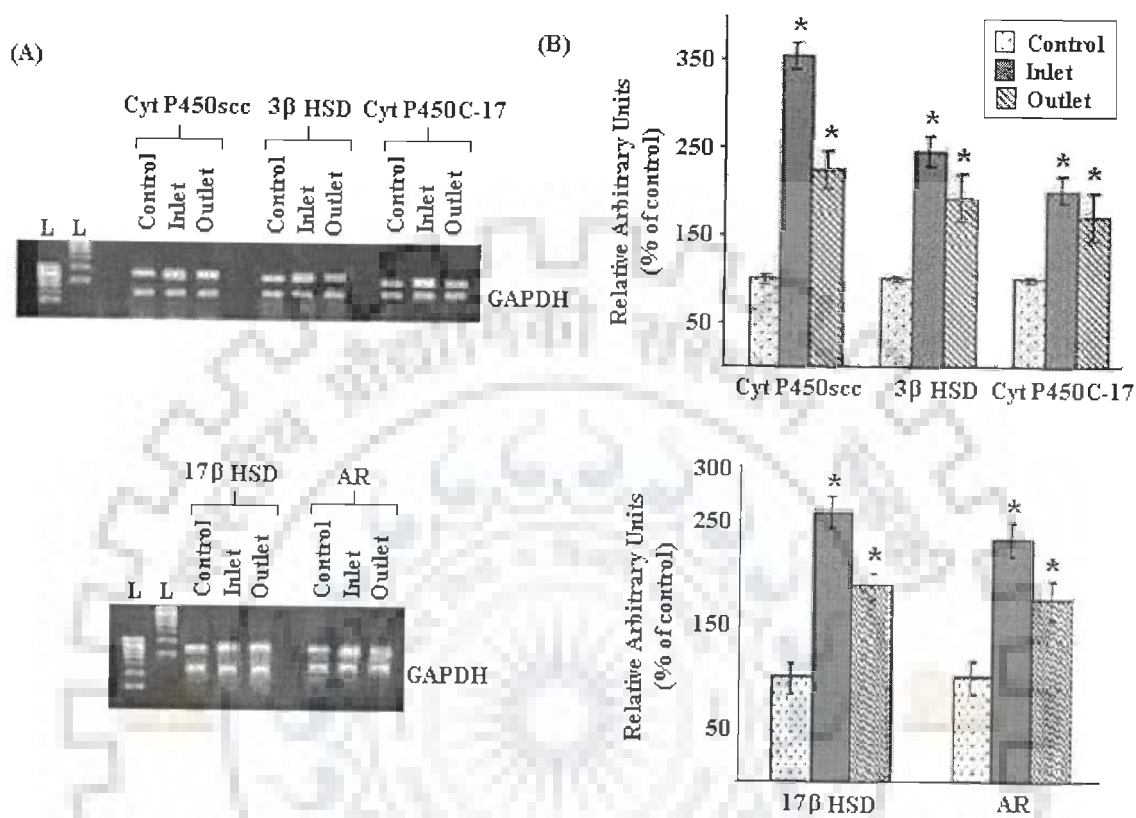 (A)
Cyt P450scc 3β HSD Cyt P450C-17
Control Inlet Outlet Control Inlet Outlet Control Inlet Outlet
L L
GAPDH
17β HSD AR
Control Inlet Outlet Control Inlet Outlet
L L
GAPDH
(B)
Control
Inlet
Outlet
Relative Arbitrary Units
(% of control)
350
250
150
50
* * * * * *
Cyt P450scc 3β HSD Cyt P450C-17
Relative Arbitrary Units
(% of control)
300
250
150
50
* * * *
17β HSD AR